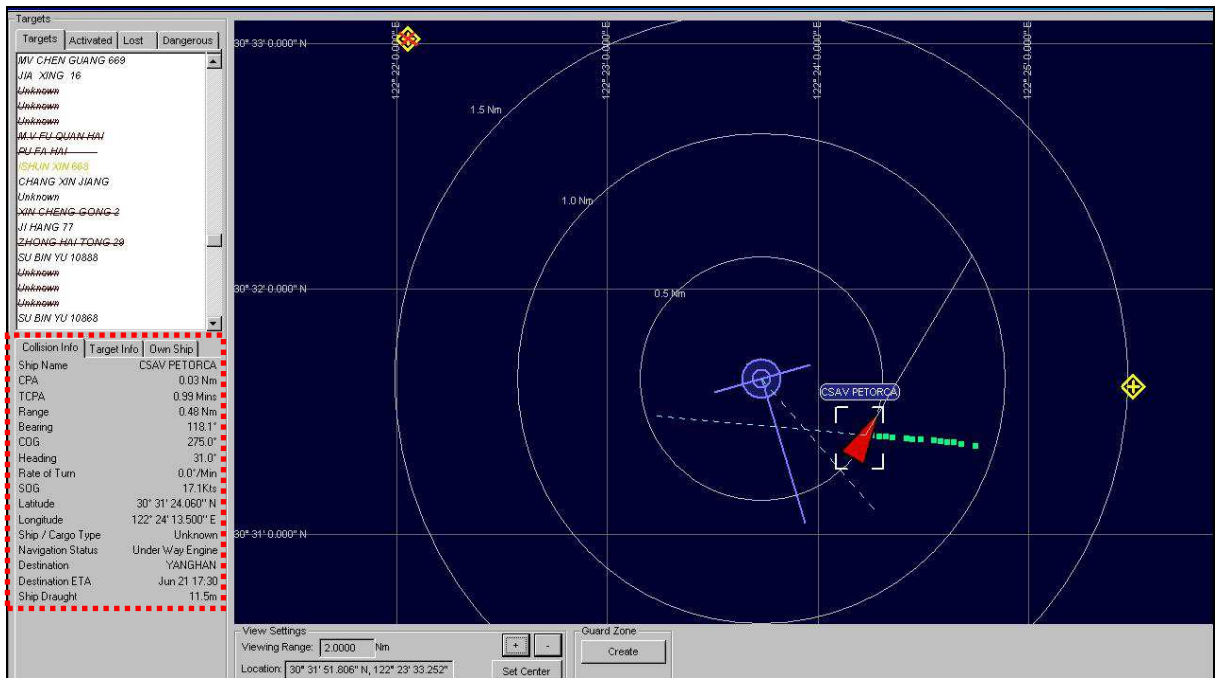 Targets
Targets Activated Lost Dangerous
MV CHEN GUANG 669
JIA XING 16
Unknown
Unknown
Unknown
M.V FU QUAN HAI
PU FA HAI
ISHUN XIN 668
CHANG XIN JIANG
Unknown
XIN CHENG GONG 2
JI HANG 77
ZHONG HAI TONG 29
SU BIN YU 10888
Unknown
Unknown
Unknown
SU BIN YU 10868
Collision Info Target Info Own Ship
Ship Name CSAV PETORCA
CPA 0.03 Nm
TCPA 0.99 Mins
Range 0.48 Nm
Bearing 118.1°
COG 275.0°
Heading 31.0°
Rate of Turn 0.0°/Min
SOG 17.1Kts
Latitude 30° 31' 24.060" N
Longitude 122° 24' 13.500" E
Ship / Cargo Type Unknown
Navigation Status Under Way Engine
Destination YANGHAN
Destination ETA Jun 21 17:30
Ship Draught 11.5m
30° 33' 0.000" N
122° 22' 0.000" E
122° 23' 0.000" E
122° 24' 0.000" E
122° 25' 0.000" E
1.5 Nm
1.0 Nm
30° 32' 0.000" N
0.5 Nm
CSAV PETORCA
30° 31' 0.000" N
View Settings
Viewing Range: 2.0000 Nm + -
Location: 30° 31' 51.806" N, 122° 23' 33.252" Set Center
Guard Zone
Create